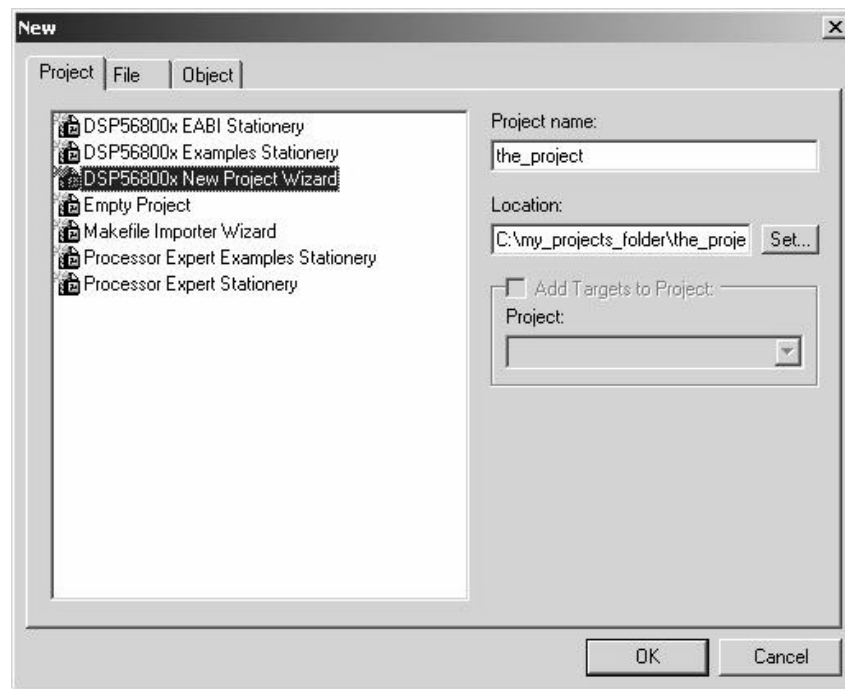 New
Project File Object
DSP56800x EABI Stationery
DSP56800x Examples Stationery
DSP56800x New Project Wizard
Empty Project
Makefile Importer Wizard
Processor Expert Examples Stationery
Processor Expert Stationery
Project name:
the_project
Location:
C:\my_projects_folder\the_proje Set...
Add Targets to Project:
Project:
OK Cancel